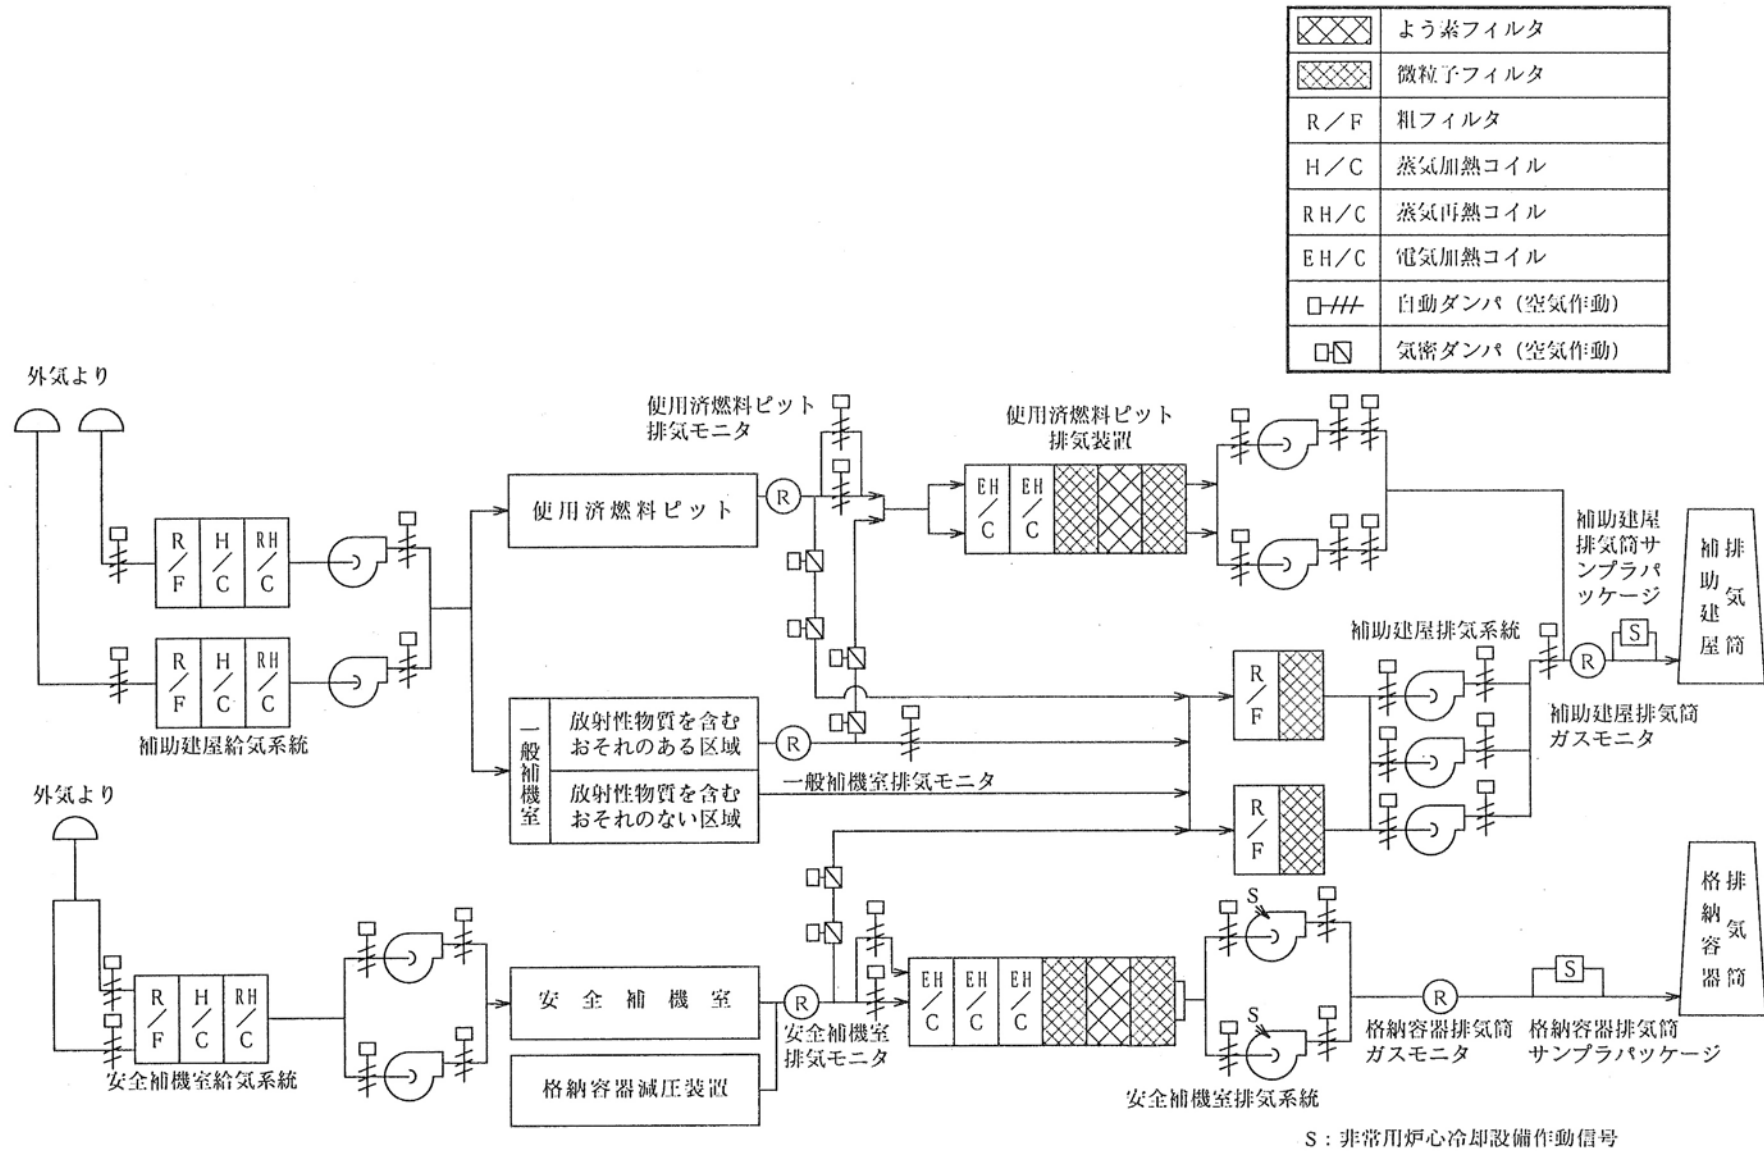 よう素フィルタ
微粒子フィルタ
R/F 粗フィルタ
H/C 蒸気加熱コイル
RH/C 蒸気再熱コイル
EH/C 電気加熱コイル
自動ダンパ (空気作動)
気密ダンパ (空気作動)
外気より
使用済燃料ピット
排気モニタ
使用済燃料ピット
排気装置
R/F
H/C
RH/C
使用済燃料ピット
R
EH/C
EH/C
補助建屋
排気筒サ
ンプラパ
ッケージ
補助建屋
排気筒
R/F
H/C
RH/C
補助建屋給気系統
一般補機室
放射性物質を含む
おそれのある区域
R
放射性物質を含む
おそれのない区域
一般補機室排気モニタ
R/F
R/F
補助建屋排気系統
R
S
補助建屋排気筒
ガスモニタ
外気より
R/F
H/C
RH/C
安全補機室給気系統
安全補機室
R
安全補機室
排気モニタ
格納容器減圧装置
EH/C
EH/C
EH/C
S
S
安全補機室排気系統
R
格納容器排気筒
ガスモニタ
S
格納容器排気筒
サンプラパッケージ
格納容器
排気筒
S:非常用炉心冷却設備作動信号